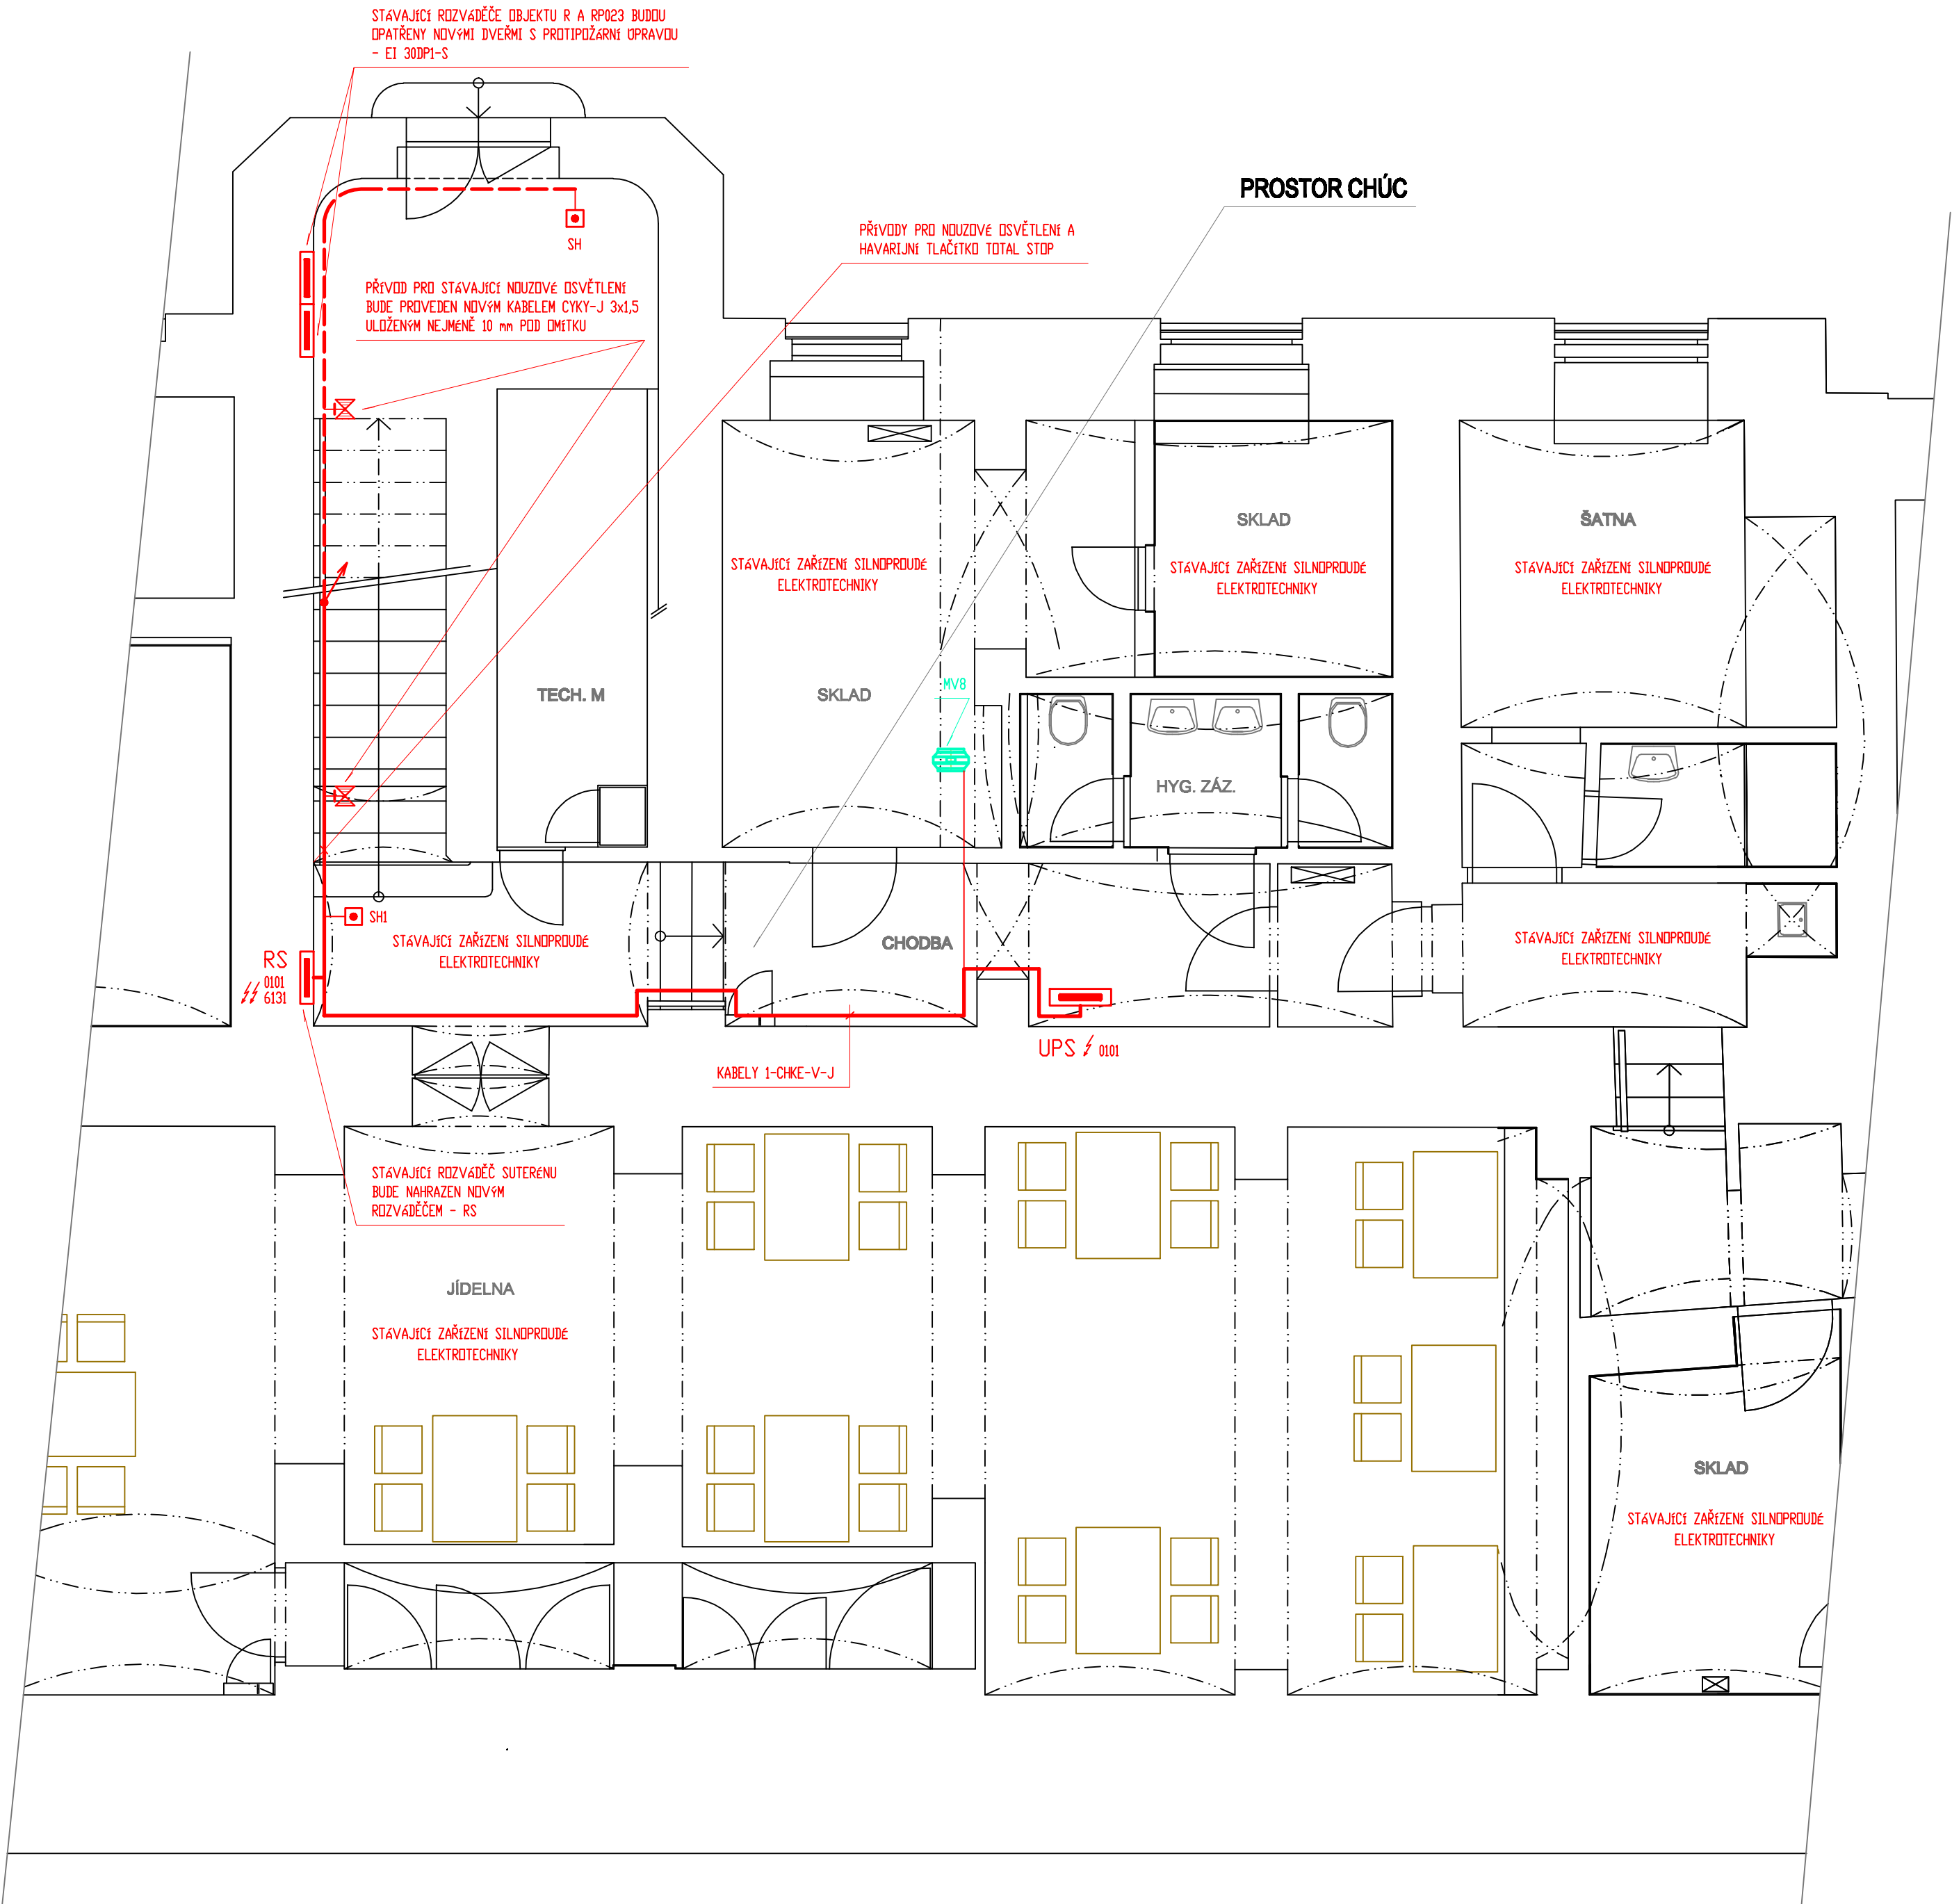 STÁVAJÍCÍ ROZVÁDĚČE OBJEKTU R A RP023 BUDOU
OPATŘENY NOVÝMI DVEŘMI S PROTIPOŽÁRNÍ ÚPRAVOU
- EI 30DP1-S
PROSTOR CHÚC
SH
PŘÍVODY PRO NOUZOVÉ OSVĚTLENÍ A
HAVARIJNÍ TLAČÍTKO TOTAL STOP
PŘÍVOD PRO STÁVAJÍCÍ NOUZOVÉ OSVĚTLENÍ
BUDE PROVEDEN NOVÝM KABELEM CYKY-J 3x1,5
ULOŽENÝM NEJMÉNĚ 10 mm POD OMÍTKU
SKLAD
STÁVAJÍCÍ ZAŘÍZENÍ SILNOPROUDÉ
ELEKTROTECHNIKY
ŠATNA
STÁVAJÍCÍ ZAŘÍZENÍ SILNOPROUDÉ
ELEKTROTECHNIKY
STÁVAJÍCÍ ZAŘÍZENÍ SILNOPROUDÉ
ELEKTROTECHNIKY
TECH. M
SKLAD
MV8
HYG. ZÁZ.
SH1
STÁVAJÍCÍ ZAŘÍZENÍ SILNOPROUDÉ
ELEKTROTECHNIKY
CHODBA
STÁVAJÍCÍ ZAŘÍZENÍ SILNOPROUDÉ
ELEKTROTECHNIKY
RS
0101
6131
UPS 0101
KABELY 1-CHKE-V-J
STÁVAJÍCÍ ROZVÁDĚČ SUTERÉNU
BUDE NAHRAZEN NOVÝM
ROZVÁDĚČEM - RS
JÍDELNA
STÁVAJÍCÍ ZAŘÍZENÍ SILNOPROUDÉ
ELEKTROTECHNIKY
SKLAD
STÁVAJÍCÍ ZAŘÍZENÍ SILNOPROUDÉ
ELEKTROTECHNIKY